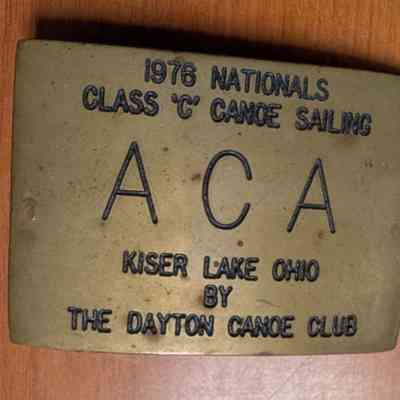 1976 NATIONALS
CLASS "C" CANOE SAILING
ACA
KISER LAKE OHIO
BY
THE DAYTON CANOE CLUB